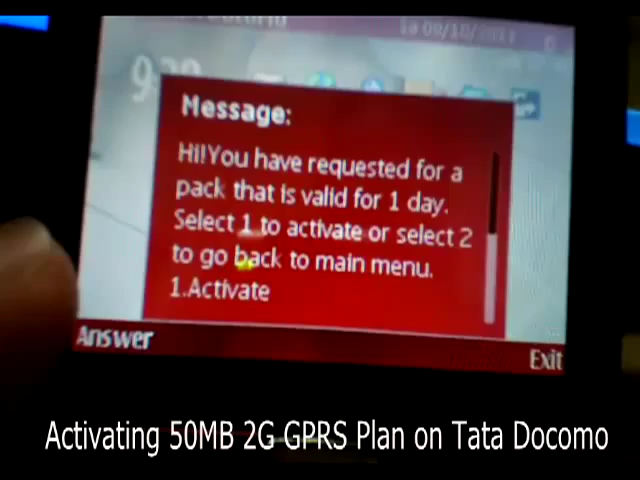 Message:
Hi!You have requested for a
pack that is valid for 1 day.
Select 1 to activate or select 2
to go back to main menu.
1.Activate
Answer
Exit
Activating 50MB 2G GPRS Plan on Tata Docomo